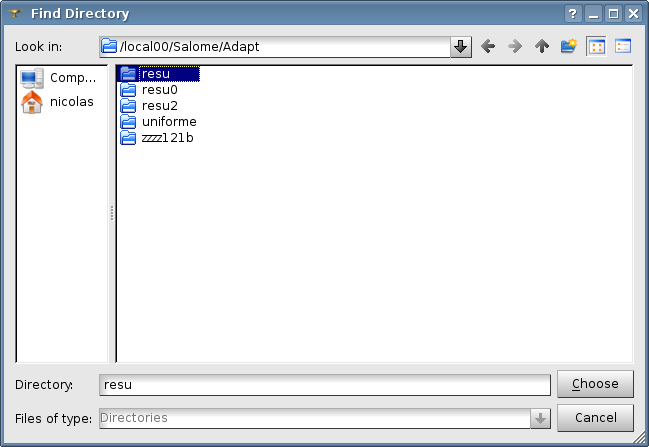 Find Directory
Look in: /local00/Salome/Adapt
Comp...
nicolas
resu
resu0
resu2
uniforme
zzzz121b
Directory: resu
Choose
Files of type: Directories
Cancel